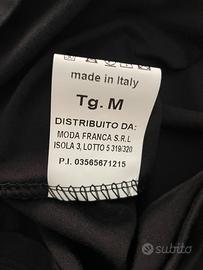 made in Italy
Tg. M
DISTRIBUITO DA:
MODA FRANCA S.R.L
ISOLA 3, LOTTO 5 319/320
P.I. 03565671215
subito